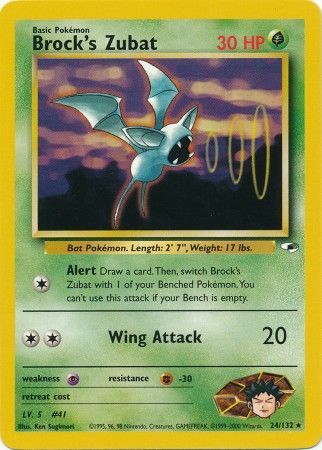 Basic Pokémon
Brock's Zubat 30 HP
Bat Pokémon. Length: 2' 7", Weight: 17 lbs.
Alert Draw a card. Then, switch Brock's
Zubat with 1 of your Benched Pokémon. You
can't use this attack if your Bench is empty.
Wing Attack 20
weakness resistance -30
retreat cost
LV. 5 #41
Illus. Ken Sugimori ©1995, 96, 98 Nintendo, Creatures, GAMEFREAK. ©1999-2000 Wizards. 24/132 ★